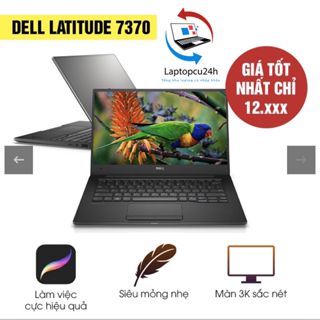 DELL LATITUDE 7370
Laptopcu24h
GIÁ TỐT
NHẤT CHỈ
12.xxx
DELL
Làm việc
cực hiệu quả
Siêu mỏng nhẹ
Màn 3K sắc nét